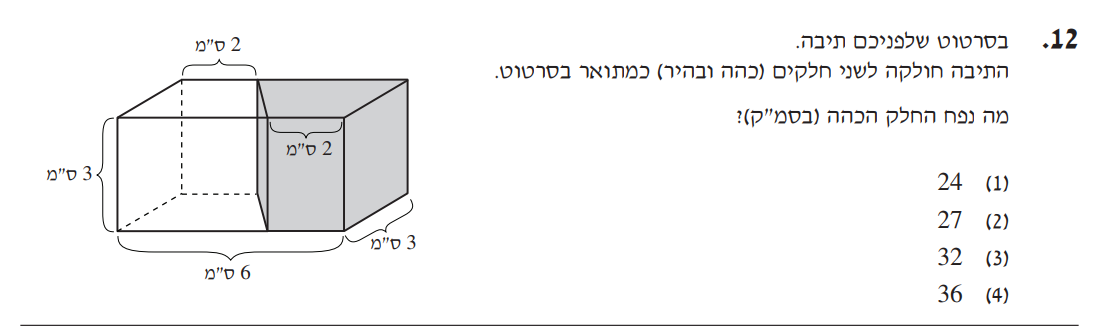 12. בסרטוט שלפניכם תיבה.
התיבה חולקה לשני חלקים (כהה ובהיר) כמתואר בסרטוט.
מה נפח החלק הכהה (בסמ"ק)?
(1) 24
(2) 27
(3) 32
(4) 36
2 ס"מ
2 ס"מ
3 ס"מ
3 ס"מ
6 ס"מ